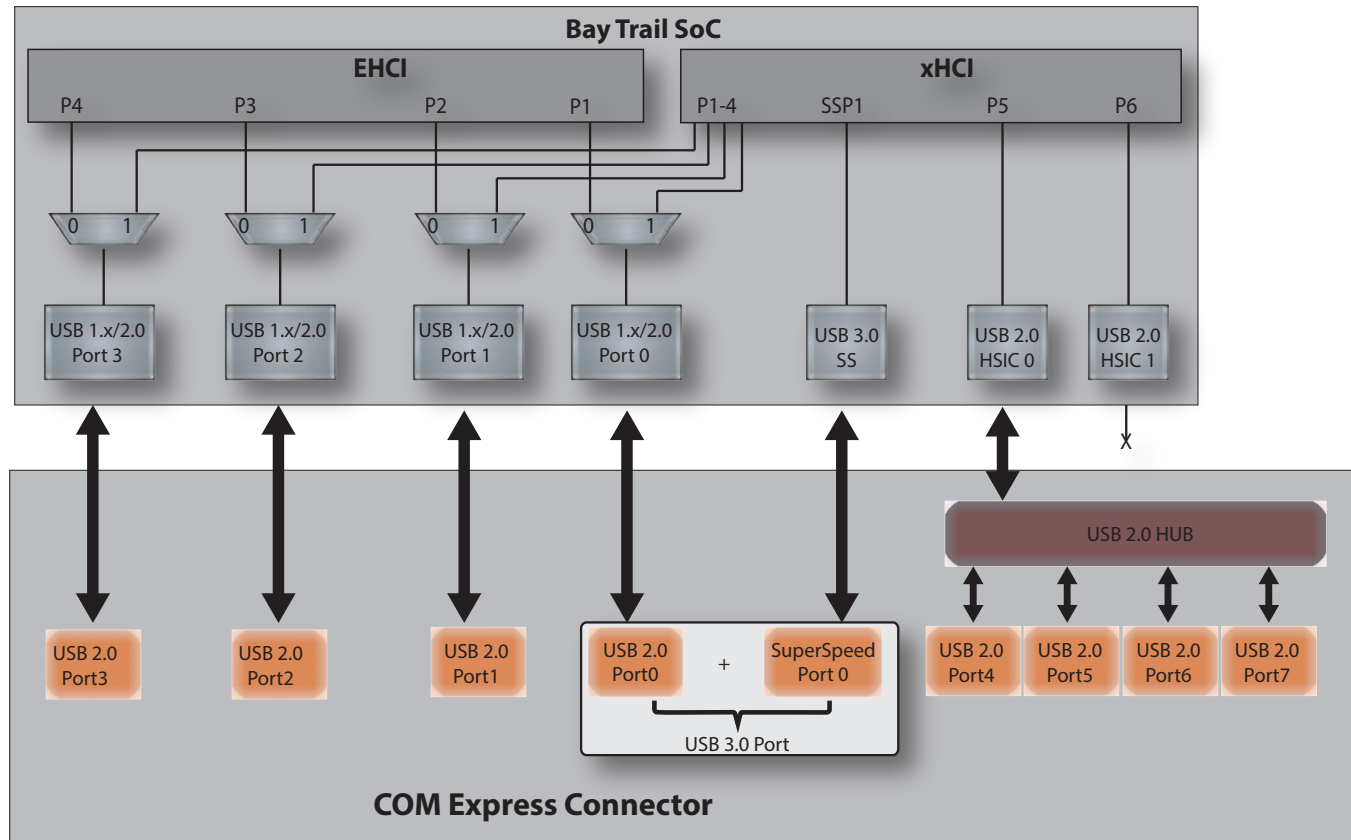 Bay Trail SoC
EHCI
xHCI
P4
P3
P2
P1
P1-4
SSP1
P5
P6
0
1
0
1
0
1
0
1
USB 1.x/2.0
Port 3
USB 1.x/2.0
Port 2
USB 1.x/2.0
Port 1
USB 1.x/2.0
Port 0
USB 3.0
SS
USB 2.0
HSIC 0
USB 2.0
HSIC 1
X
USB 2.0 HUB
USB 2.0
Port3
USB 2.0
Port2
USB 2.0
Port1
USB 2.0
Port0
+
SuperSpeed
Port 0
USB 2.0
Port4
USB 2.0
Port5
USB 2.0
Port6
USB 2.0
Port7
USB 3.0 Port
COM Express Connector